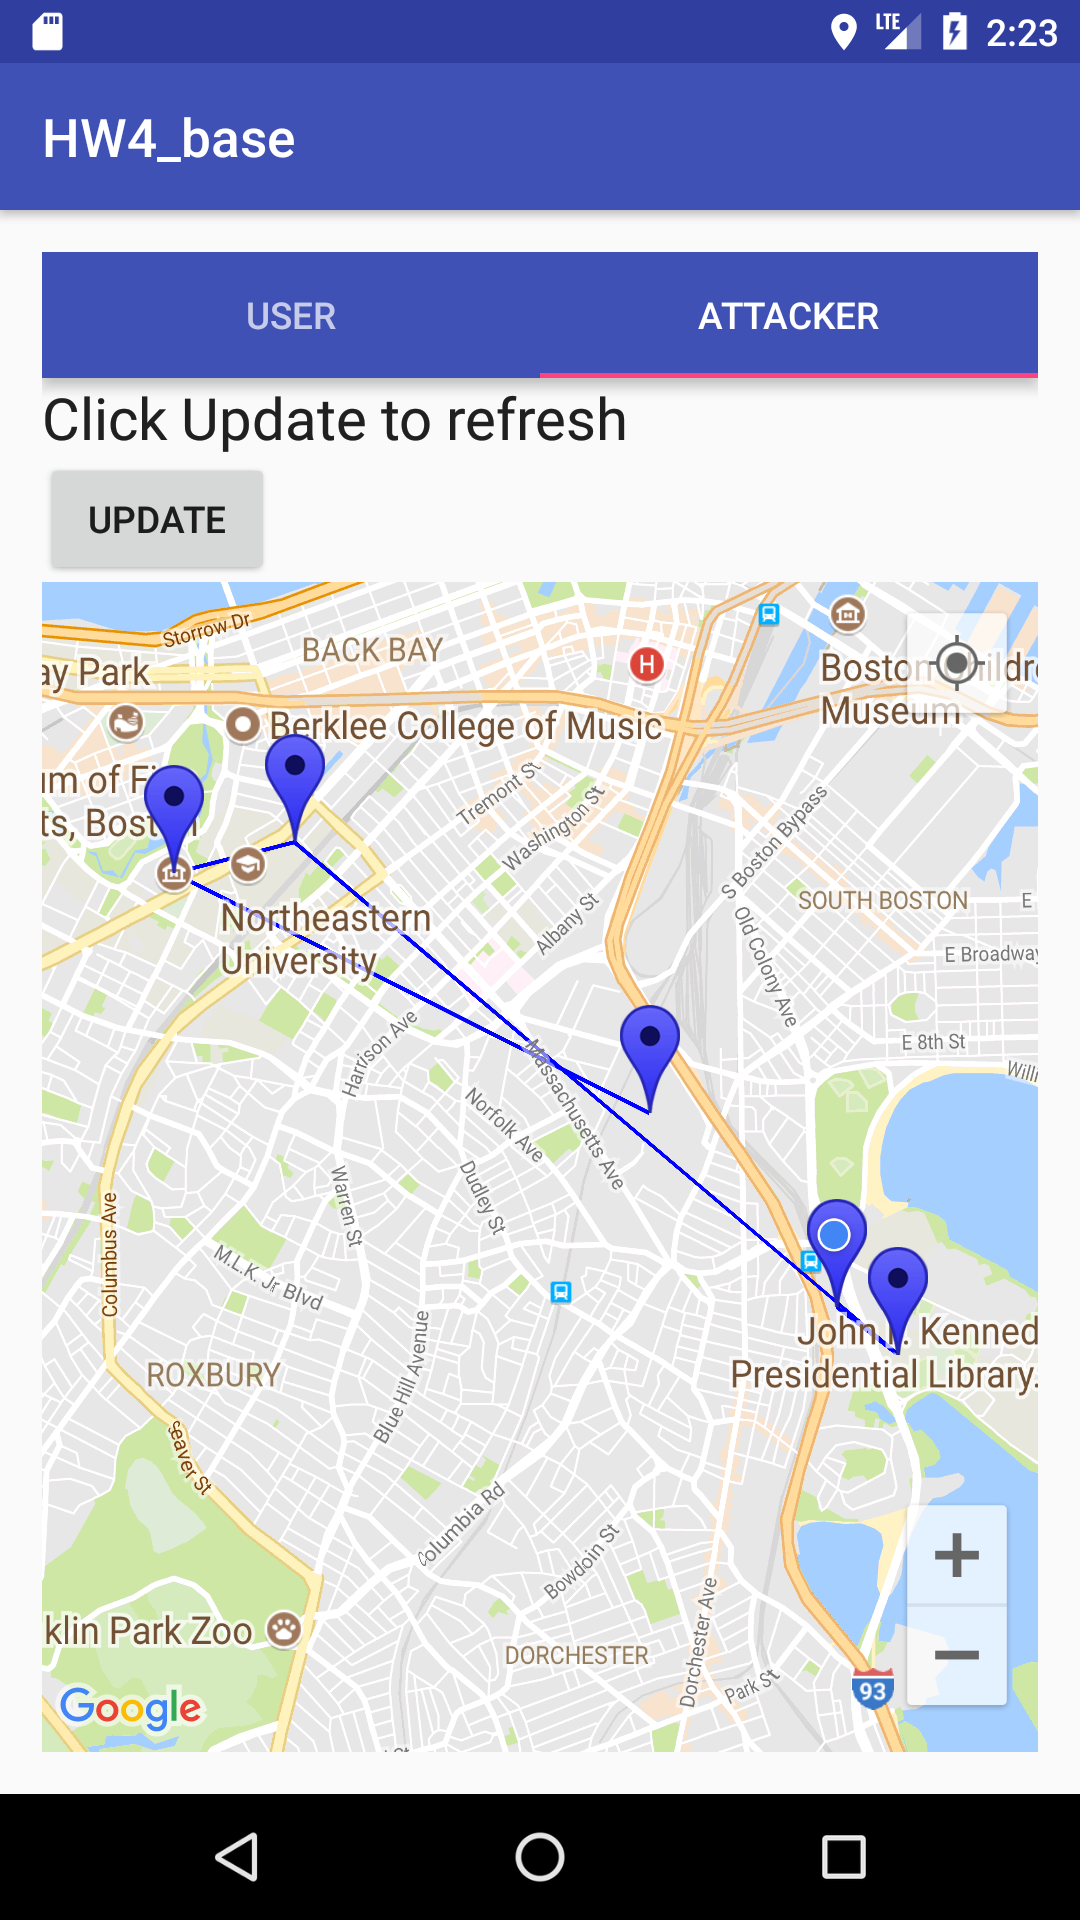 LTE 2:23
HW4_base
USER ATTACKER
Click Update to refresh
UPDATE
Storrow Dr
BACK BAY
H
ay Park
Boston Childre
Museum
Berklee College of Music
um of Fi
ts, Boston
Tremont St
Washington St
S Boston Bypass
SOUTH BOSTON
E
Albany St
Old Colony Ave
Northeastern
University
E Broadway
Harrison Ave
Massachusetts Ave
E 8th St
Willi
Norfolk Ave
Dudley St
Warren St
Columbus Ave
M.L.K. Jr Blvd
Blue Hill Avenue
John F. Kenned
Presidential Library.
ROXBURY
Seaver St
Columbia Rd
Bowdoin St
Dorchester Ave
klin Park Zoo
DORCHESTER
Park St
93
Google